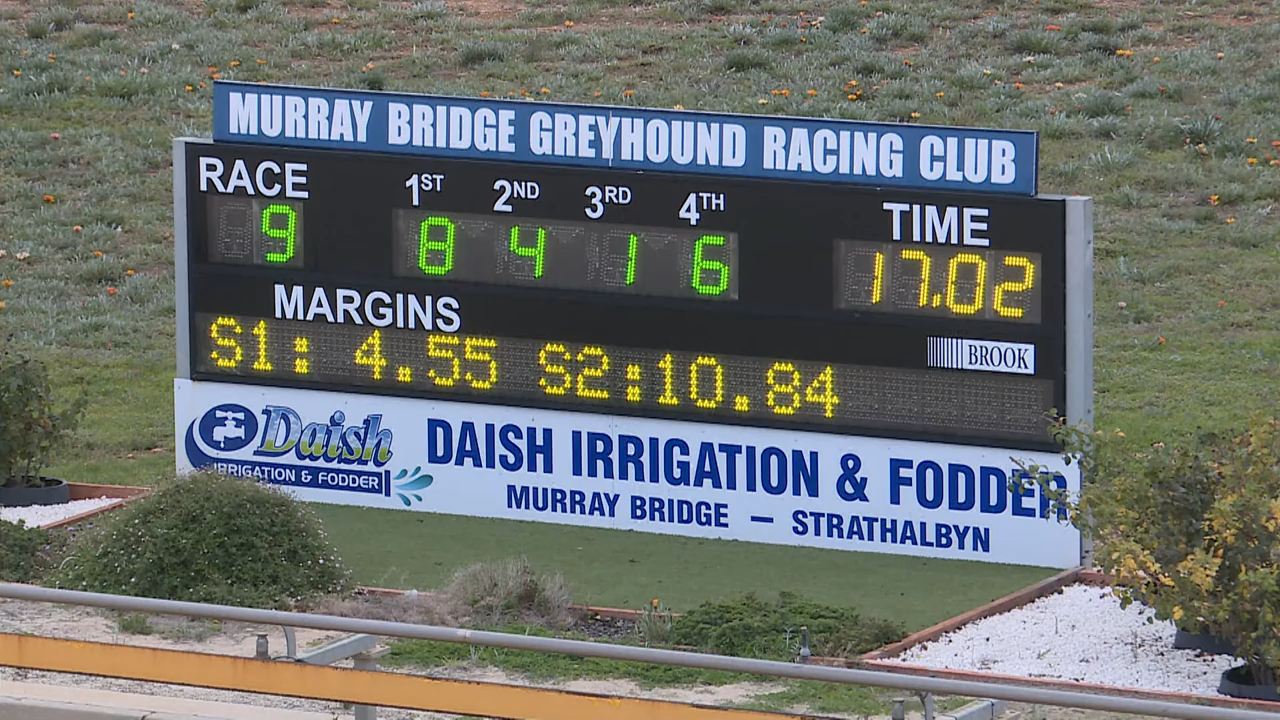 MURRAY BRIDGE GREYHOUND RACING CLUB
RACE 1ST 2ND 3RD 4TH TIME
9 8 4 1 6 17.02
MARGINS
BROOK
S1: 4.55 S2:10.84
Daish
IRRIGATION & FODDER
DAISH IRRIGATION & FODDER
MURRAY BRIDGE — STRATHALBYN